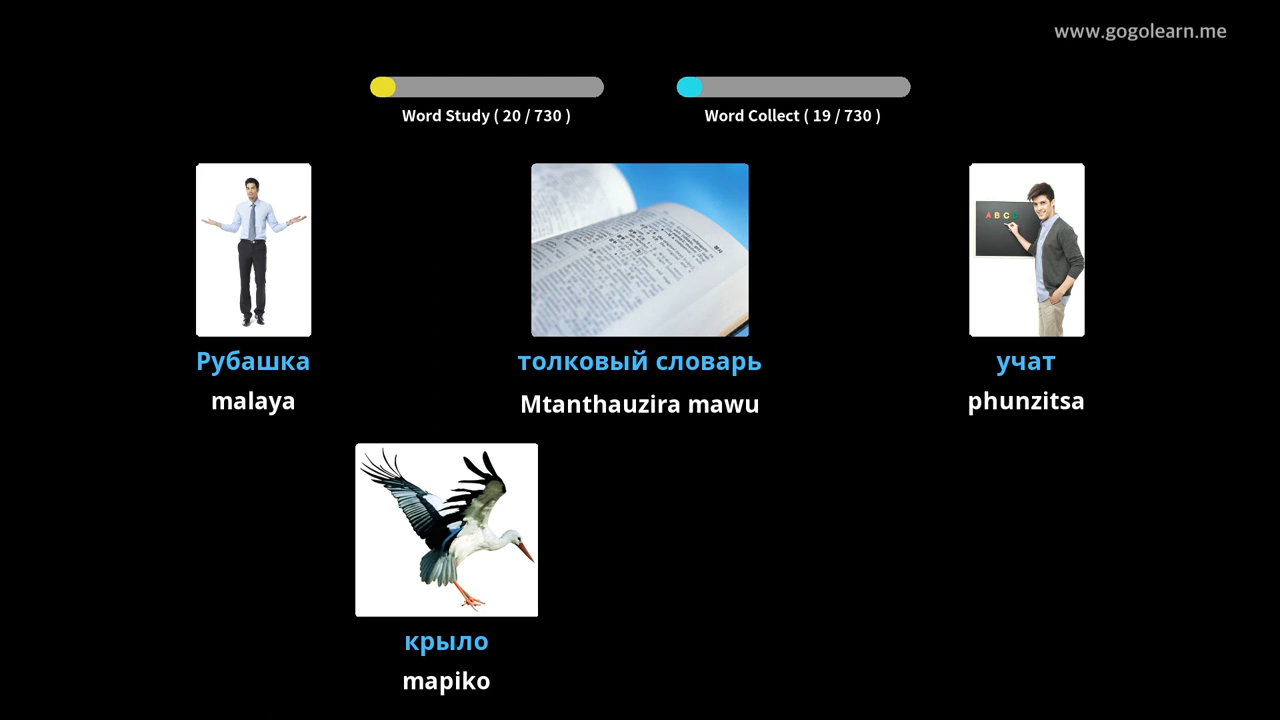 www.gogolearn.me
Word Study ( 20 / 730 )
Word Collect ( 19 / 730 )
Рубашка
malaya
толковый словарь
Mtanthauzira mawu
учат
phunzitsa
крыло
mapiko